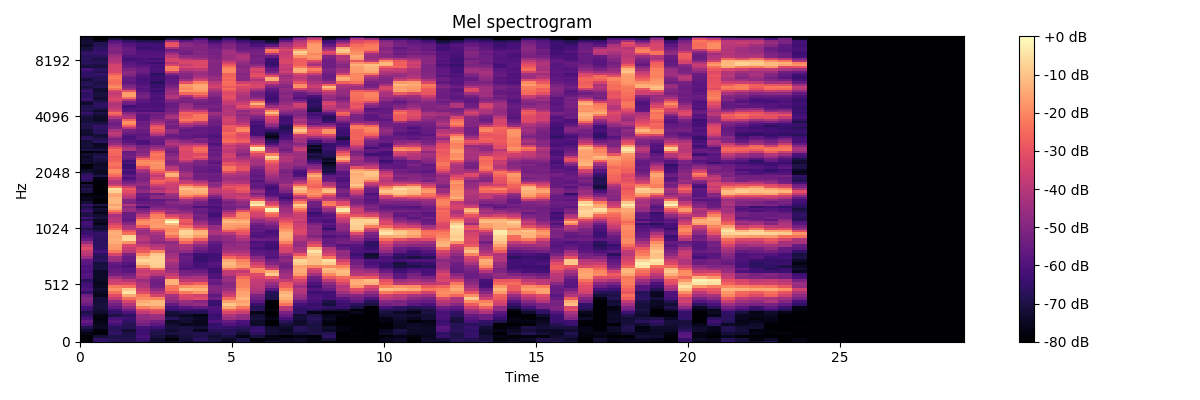 Mel spectrogram
8192
4096
2048
1024
512
0
Hz
0 5 10 15 20 25
Time
+0 dB
-10 dB
-20 dB
-30 dB
-40 dB
-50 dB
-60 dB
-70 dB
-80 dB